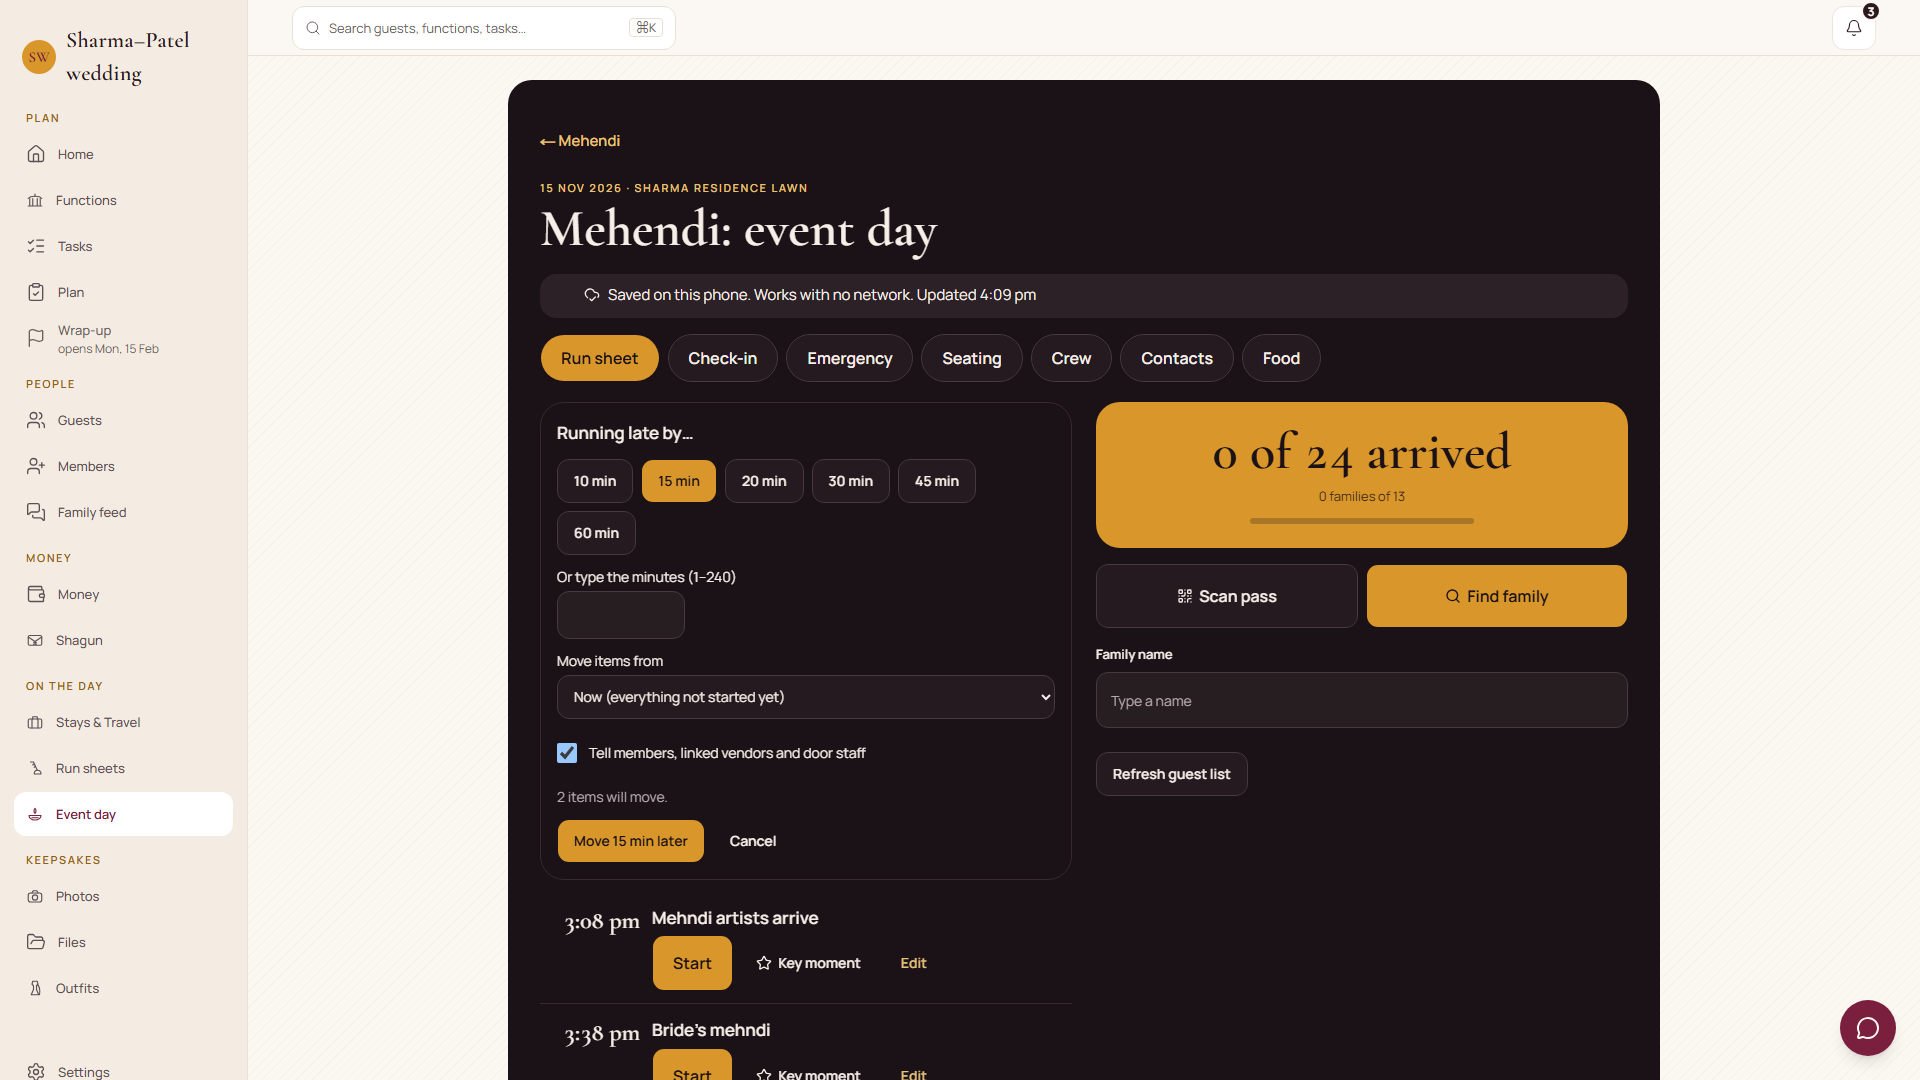 SW
Sharma–Patel
wedding
PLAN
Home
Functions
Tasks
Plan
Wrap-up
opens Mon, 15 Feb
PEOPLE
Guests
Members
Family feed
MONEY
Money
Shagun
ON THE DAY
Stays & Travel
Run sheets
Event day
KEEPSAKES
Photos
Files
Outfits
Settings
Search guests, functions, tasks...
⌘K
3
← Mehendi
15 NOV 2026 · SHARMA RESIDENCE LAWN
Mehendi: event day
Saved on this phone. Works with no network. Updated 4:09 pm
Run sheet
Check-in
Emergency
Seating
Crew
Contacts
Food
Running late by...
10 min
15 min
20 min
30 min
45 min
60 min
Or type the minutes (1–240)
Move items from
Now (everything not started yet)
Tell members, linked vendors and door staff
2 items will move.
Move 15 min later
Cancel
3:08 pm
Mehndi artists arrive
Start
Key moment
Edit
3:38 pm
Bride's mehndi
Start
Key moment
Edit
0 of 24 arrived
0 families of 13
Scan pass
Find family
Family name
Type a name
Refresh guest list